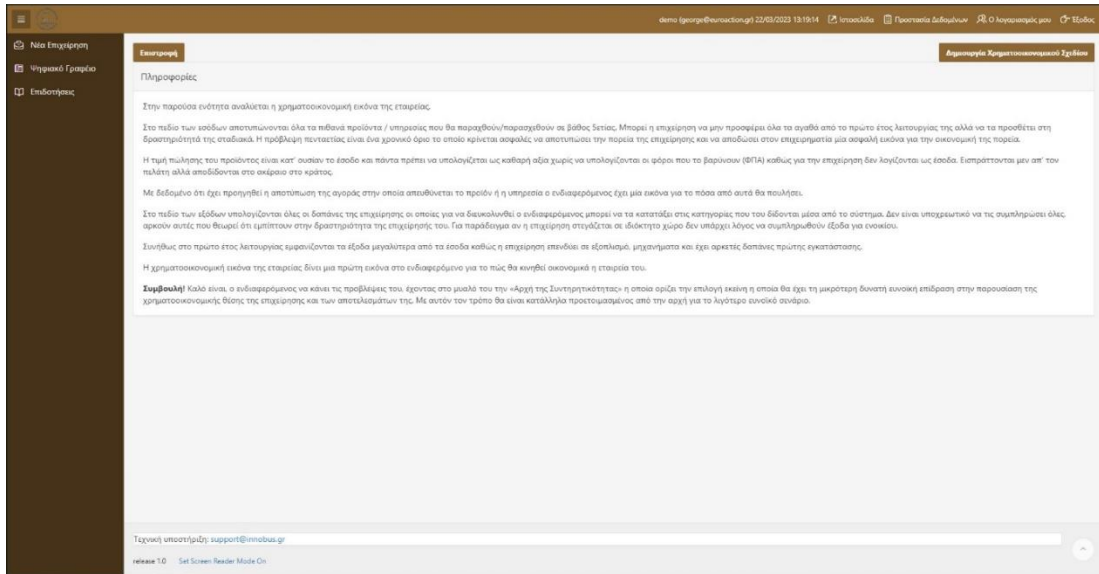 demo (george@euroaction.gr) 22/03/2023 13:19:14 Ιστοσελίδα Προστασία Δεδομένων Ο λογαριασμός μου Έξοδος
Νέα Επιχείρηση
Ψηφιακό Γραφείο
Επιδοτήσεις
Επιστροφή
Δημιουργία Χρηματοοικονομικού Σχεδίου
Πληροφορίες
Στην παρούσα ενότητα αναλύεται η χρηματοοικονομική εικόνα της εταιρείας.
Στο πεδίο των εσόδων αποτυπώνονται όλα τα πιθανά προϊόντα / υπηρεσίες που θα παραχθούν/παρασχεθούν σε βάθος 5ετίας. Μπορεί η επιχείρηση να μην προσφέρει όλα τα αγαθά από το πρώτο έτος λειτουργίας της αλλά να τα προσθέτει στη
δραστηριότητά της σταδιακά. Η πρόβλεψη πενταετίας είναι ένα χρονικό όριο το οποίο κρίνεται ασφαλές να αποτυπώσει την πορεία της επιχείρησης και να αποδώσει στον επιχειρηματία μία ασφαλή εικόνα για την οικονομική της πορεία.
Η τιμή πώλησης του προϊόντος είναι κατ' ουσίαν το έσοδο και πάντα πρέπει να υπολογίζεται ως καθαρή αξία χωρίς να υπολογίζονται οι φόροι που το βαρύνουν (ΦΠΑ) καθώς για την επιχείρηση δεν λογίζονται ως έσοδα. Εισπράττονται μεν απ' τον
πελάτη αλλά αποδίδονται στο ακέραιο στο κράτος.
Με δεδομένο ότι έχει προηγηθεί η αποτύπωση της αγοράς στην οποία απευθύνεται το προϊόν ή η υπηρεσία ο ενδιαφερόμενος έχει μία εικόνα για το πόσα από αυτά θα πουλήσει.
Στο πεδίο των εξόδων υπολογίζονται όλες οι δαπάνες της επιχείρησης οι οποίες για να διευκολυνθεί ο ενδιαφερόμενος μπορεί να τα κατατάξει στις κατηγορίες που του δίδονται μέσα από το σύστημα. Δεν είναι υποχρεωτικό να τις συμπληρώσει όλες,
αρκούν αυτές που θεωρεί ότι εμπίπτουν στην δραστηριότητα της επιχείρησής του. Για παράδειγμα αν η επιχείρηση στεγάζεται σε ιδιόκτητο χώρο δεν υπάρχει λόγος να συμπληρωθούν έξοδα για ενοικίου.
Συνήθως στο πρώτο έτος λειτουργίας εμφανίζονται τα έξοδα μεγαλύτερα από τα έσοδα καθώς η επιχείρηση επενδύει σε εξοπλισμό, μηχανήματα και έχει αρκετές δαπάνες πρώτης εγκατάστασης.
Η χρηματοοικονομική εικόνα της εταιρείας δίνει μια πρώτη εικόνα στο ενδιαφερόμενο για το πώς θα κινηθεί οικονομικά η εταιρεία του.
Συμβουλή! Καλό είναι, ο ενδιαφερόμενος να κάνει τις προβλέψεις του, έχοντας στο μυαλό του την «Αρχή της Συντηρητικότητας» η οποία ορίζει την επιλογή εκείνη η οποία θα έχει τη μικρότερη δυνατή ευνοϊκή επίδραση στην παρουσίαση της
χρηματοοικονομικής θέσης της επιχείρησης και των αποτελεσμάτων της. Με αυτόν τον τρόπο θα είναι κατάλληλα προετοιμασμένος από την αρχή για το λιγότερο ευνοϊκό σενάριο.
Τεχνική υποστήριξη: support@innobus.gr
release 1.0 Set Screen Reader Mode On